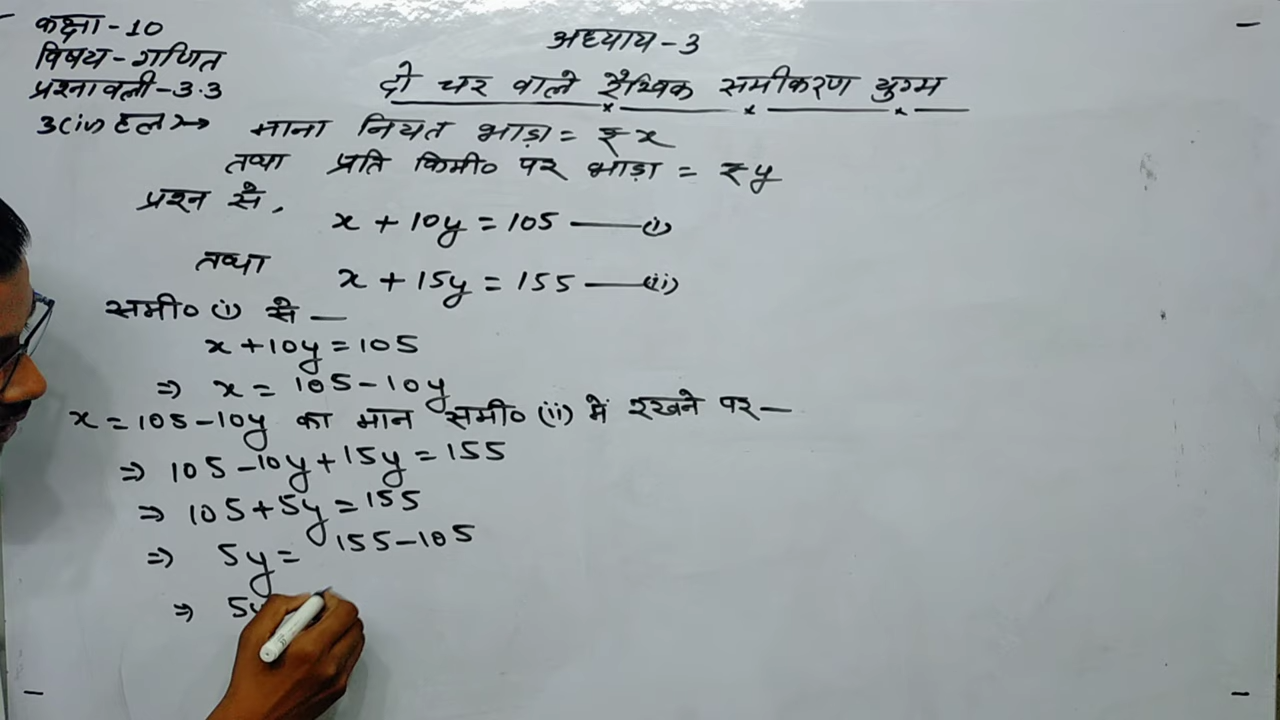 कक्षा-10
विषय-गणित
प्रश्नावली-3.3
अध्याय-3
दो चर वाले रैखिक समीकरण युग्म
3(iv) हल→ माना नियत भाड़ा = ₹ x
तथा प्रति किमी० पर भाड़ा = ₹ y
प्रश्न से,
x + 10y = 105 —(i)
तथा x + 15y = 155 —(ii)
समी० (i) से —
x + 10y = 105
⇒ x = 105 - 10y
x = 105 - 10y का मान समी० (ii) में रखने पर —
⇒ 105 - 10y + 15y = 155
⇒ 105 + 5y = 155
⇒ 5y = 155 - 105
⇒ 5y